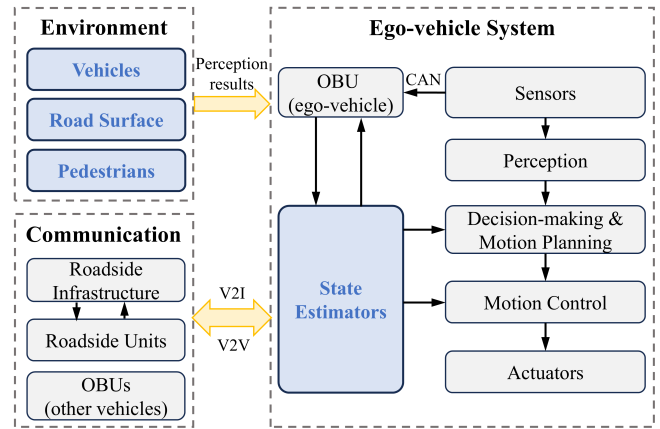 Environment
Vehicles
Road Surface
Pedestrians
Perception
results
Communication
Roadside
Infrastructure
Roadside Units
OBUs
(other vehicles)
V2I
V2V
Ego-vehicle System
OBU
(ego-vehicle)
CAN
Sensors
Perception
State
Estimators
Decision-making &
Motion Planning
Motion Control
Actuators